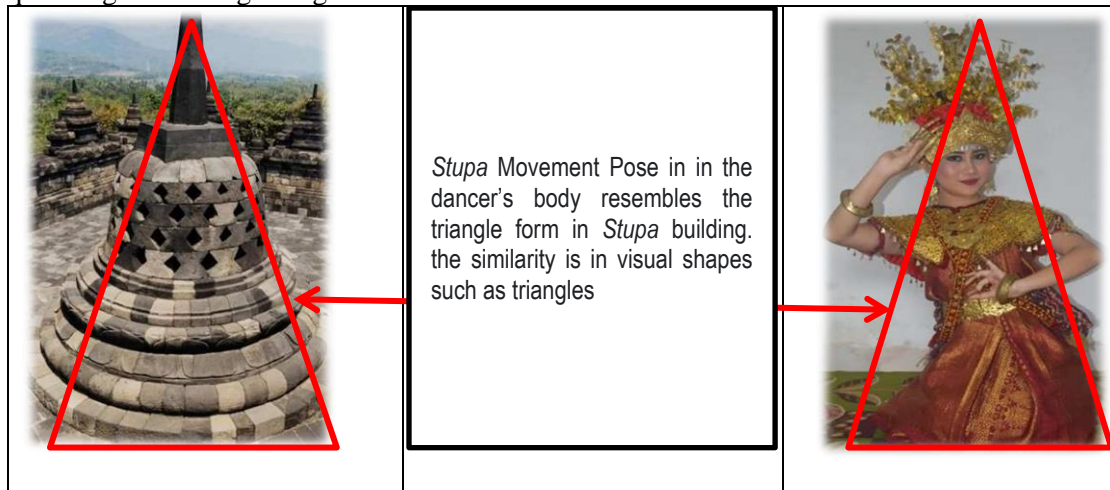 Stupa Movement Pose in in the
dancer's body resembles the
triangle form in Stupa building.
the similarity is in visual shapes
such as triangles